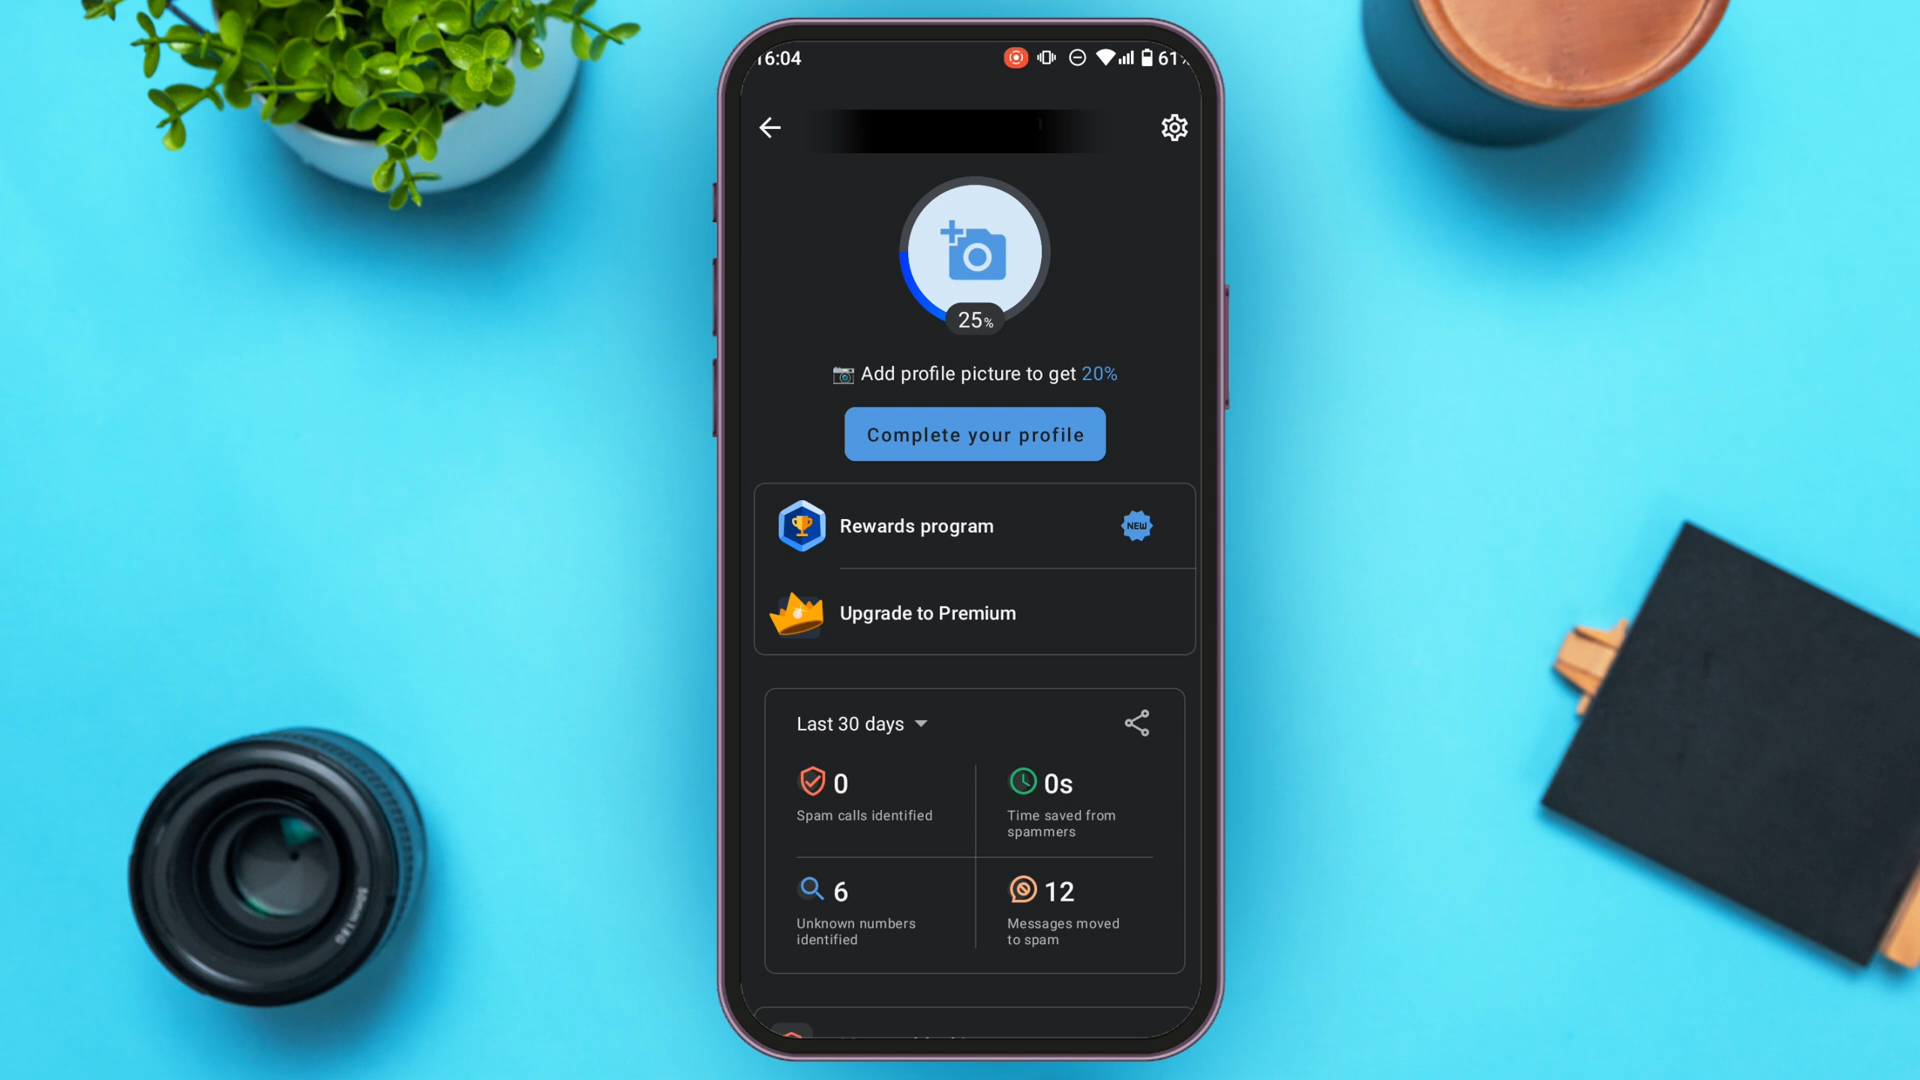 16:04
61%
25%
Add profile picture to get 20%
Complete your profile
Rewards program
NEW
Upgrade to Premium
Last 30 days
0
Spam calls identified
0s
Time saved from
spammers
6
Unknown numbers
identified
12
Messages moved
to spam